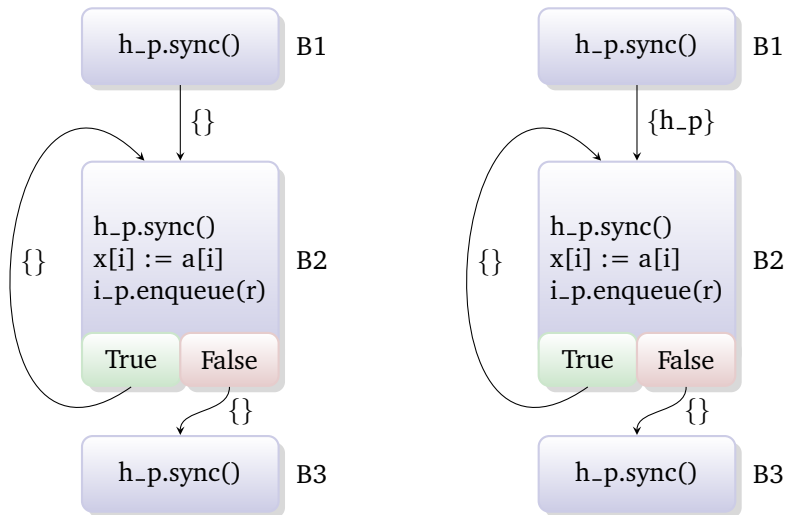 h_p.sync()
B1
{}
{}
h_p.sync()
x[i] := a[i]
i_p.enqueue(r)
B2
True
False
{}
h_p.sync()
B3
h_p.sync()
B1
{h_p}
{}
h_p.sync()
x[i] := a[i]
i_p.enqueue(r)
B2
True
False
{}
h_p.sync()
B3